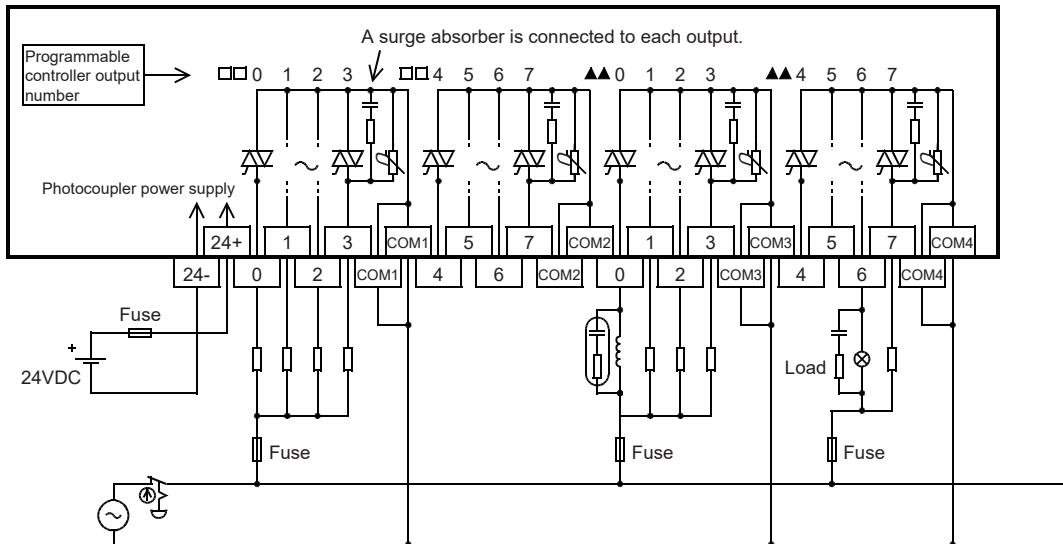 A surge absorber is connected to each output.
Programmable
controller output
number
□□ 0 1 2 3 □□ 4 5 6 7 ▲▲ 0 1 2 3 ▲▲ 4 5 6 7
Photocoupler power supply
24+ 1 3 COM1 5 7 COM2 1 3 COM3 5 7 COM4
24- 0 2 COM1 4 6 COM2 0 2 COM3 4 6 COM4
Fuse
+
24VDC
Load
Fuse Fuse Fuse